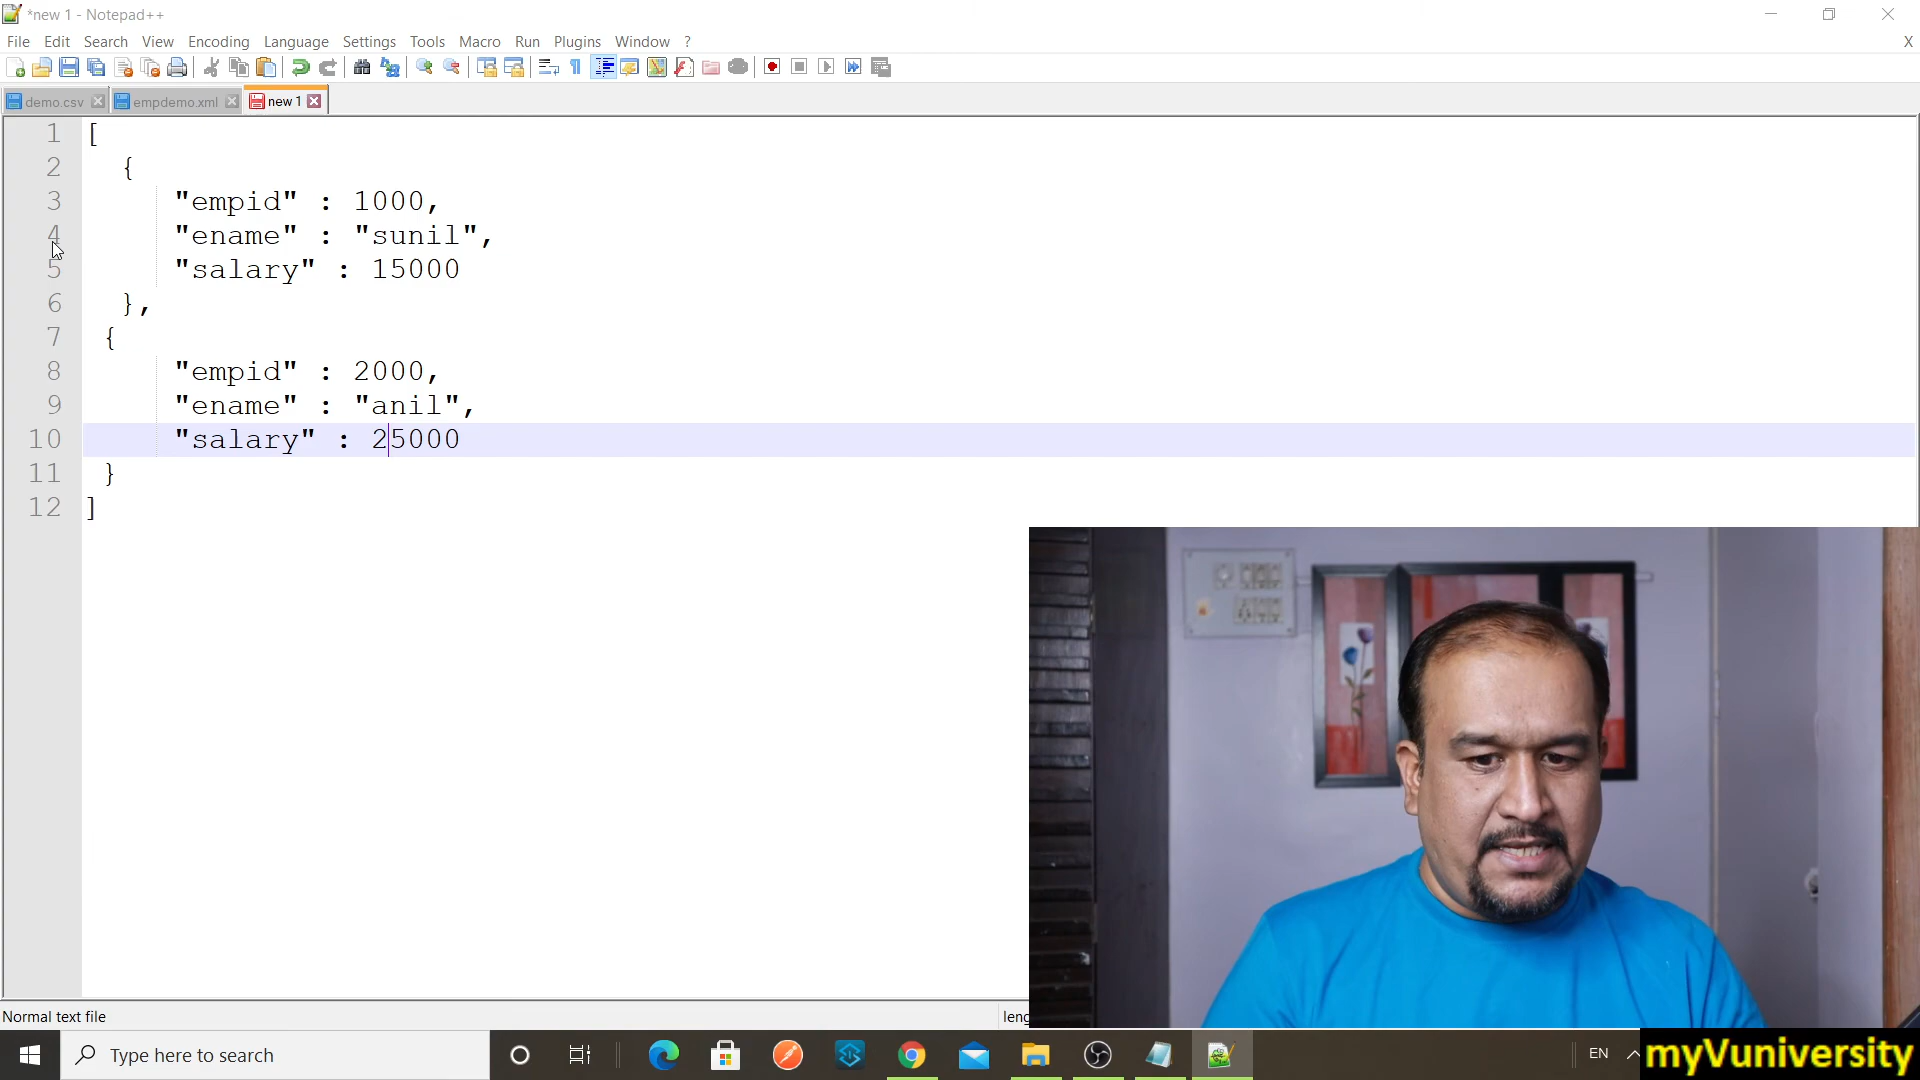 *new 1 - Notepad++
File Edit Search View Encoding Language Settings Tools Macro Run Plugins Window ? X
demo.csv empdemo.xml new 1
1 [
2 {
3 "empid" : 1000,
4 "ename" : "sunil",
5 "salary" : 15000
6 },
7 {
8 "empid" : 2000,
9 "ename" : "anil",
10 "salary" : 25000
11 }
12 ]
Normal text file
Type here to search
EN
myVuniversity